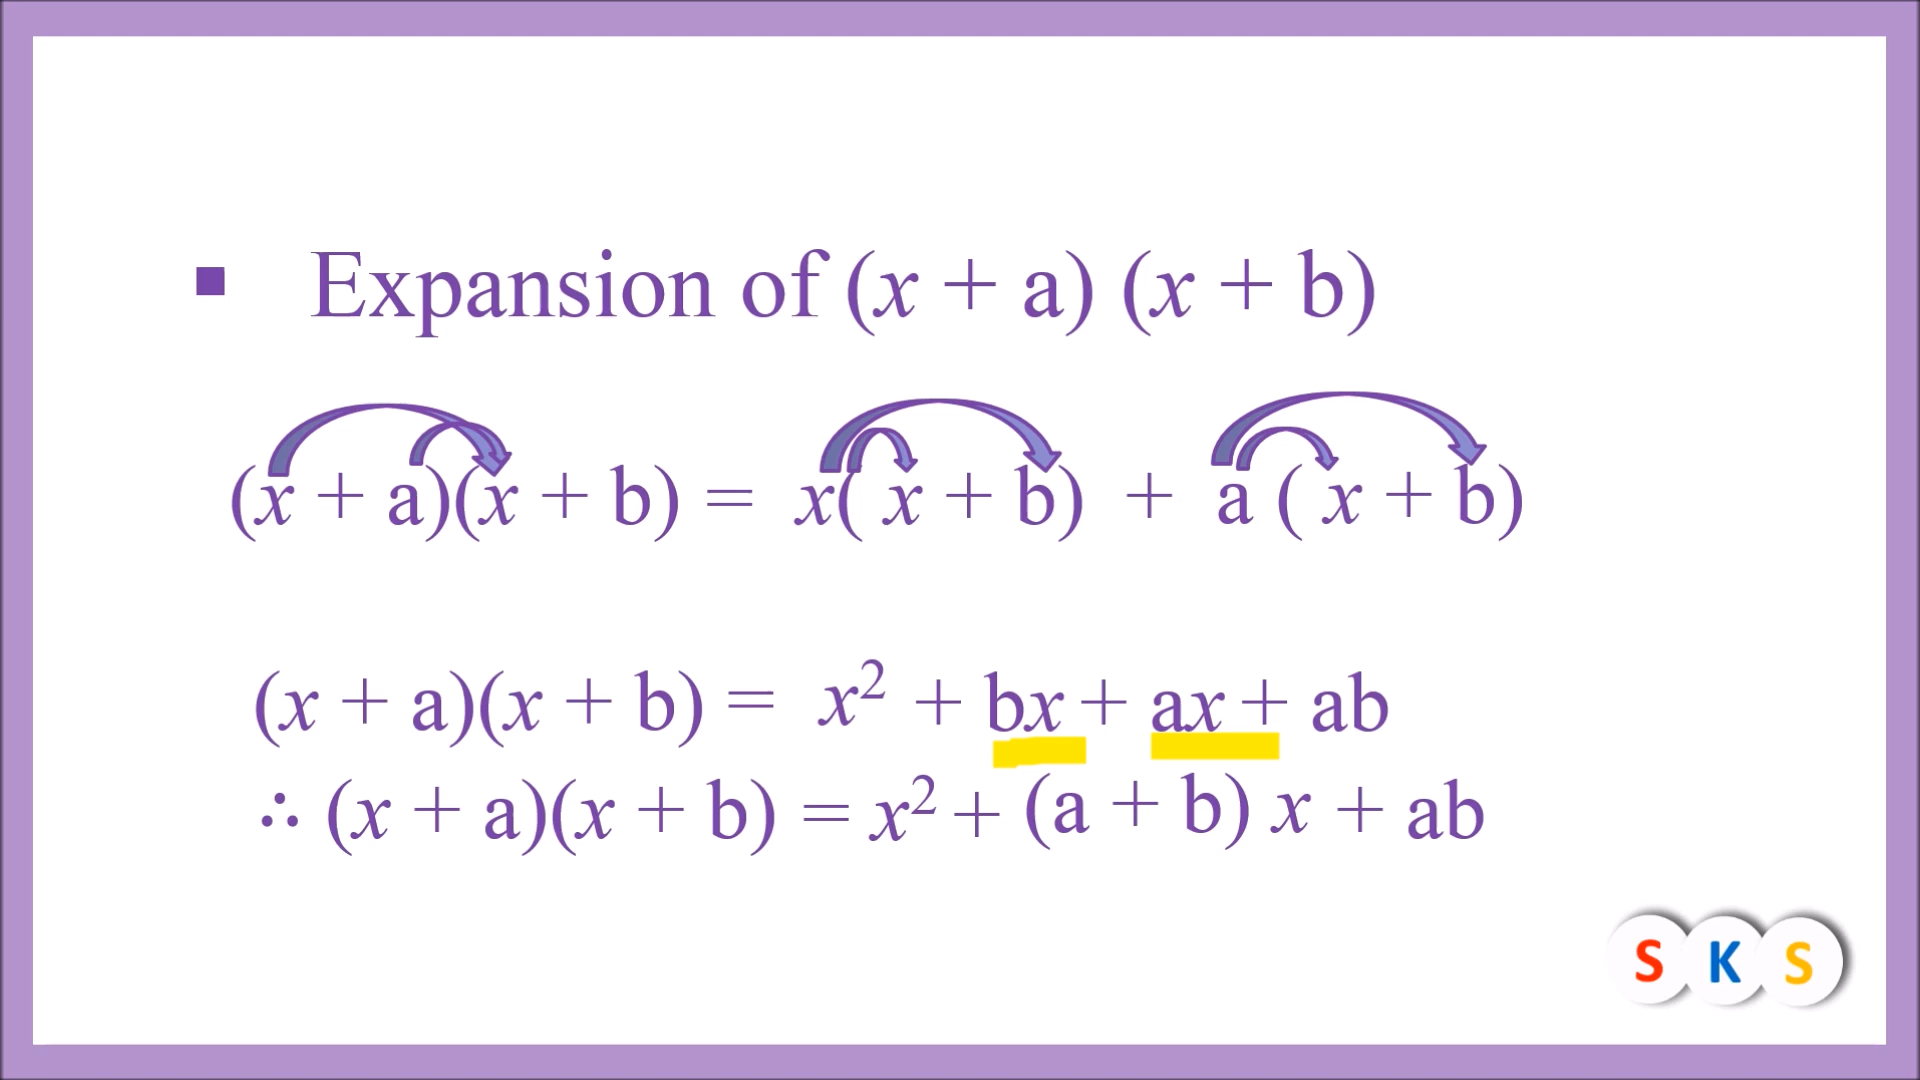 ▪ Expansion of (x + a) (x + b)
(x + a)(x + b) = x( x + b) + a ( x + b)
(x + a)(x + b) = x² + bx + ax + ab
∴ (x + a)(x + b) = x² + (a + b) x + ab
S K S